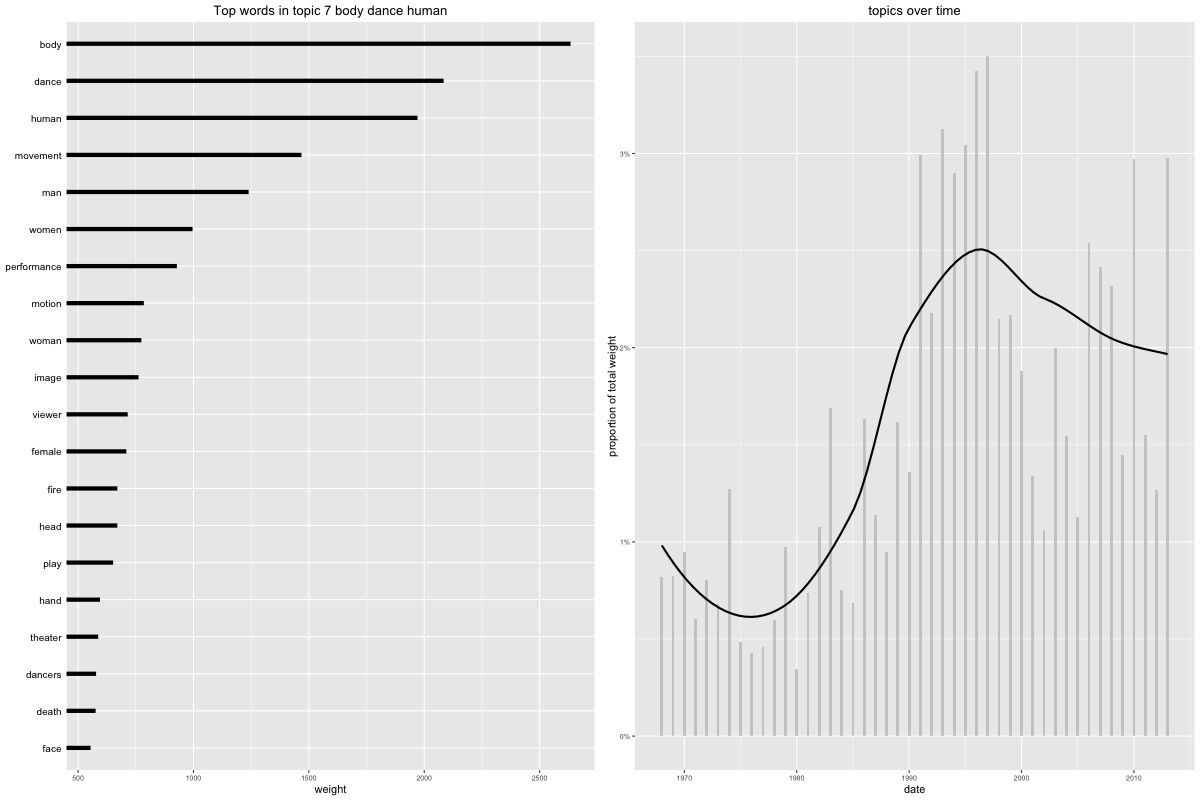 Top words in topic 7 body dance human
body
dance
human
movement
man
women
performance
motion
woman
image
viewer
female
fire
head
play
hand
theater
dancers
death
face
500 1000 1500 2000 2500
weight
topics over time
proportion of total weight
3%
2%
1%
0%
1970 1980 1990 2000 2010
date